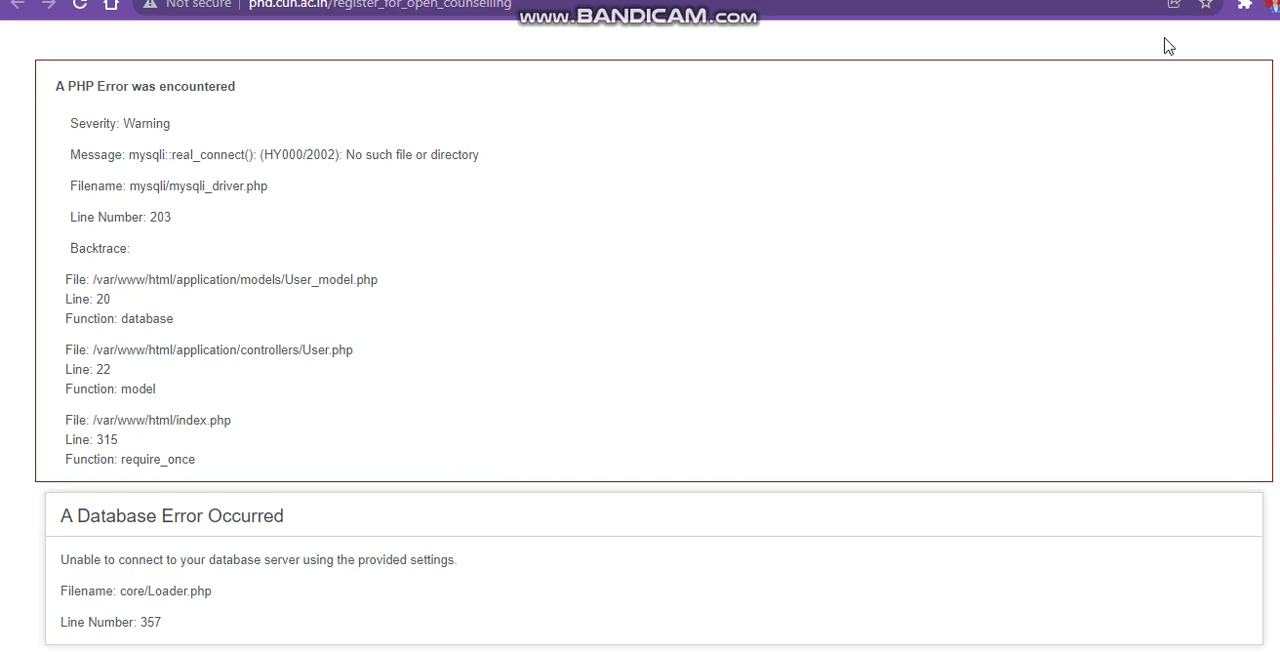 Not secure | phd.cuh.ac.in/register_for_open_counselling
www.BANDICAM.com
A PHP Error was encountered
Severity: Warning
Message: mysqli::real_connect(): (HY000/2002): No such file or directory
Filename: mysqli/mysqli_driver.php
Line Number: 203
Backtrace:
File: /var/www/html/application/models/User_model.php
Line: 20
Function: database
File: /var/www/html/application/controllers/User.php
Line: 22
Function: model
File: /var/www/html/index.php
Line: 315
Function: require_once
A Database Error Occurred
Unable to connect to your database server using the provided settings.
Filename: core/Loader.php
Line Number: 357